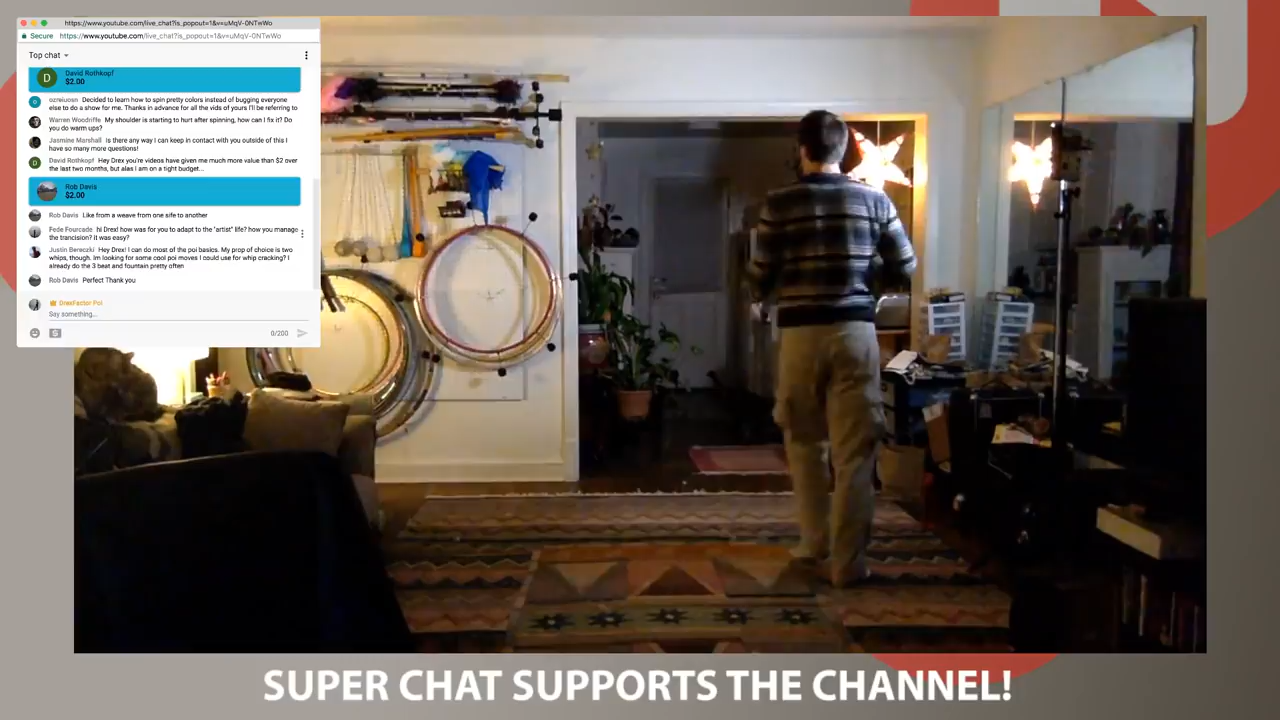 https://www.youtube.com/live_chat?is_popout=1&v=uMqV-0NTwWo
Secure https://www.youtube.com/live_chat?is_popout=1&v=uMqV-0NTwWo
Top chat
D David Rothkopf
$2.00
ozreiuosn Decided to learn how to spin pretty colors instead of bugging everyone
else to do a show for me. Thanks in advance for all the vids of yours I'll be referring to
Warren Woodriffe My shoulder is starting to hurt after spinning, how can I fix it? Do
you do warm ups?
Jasmine Marshall Is there any way I can keep in contact with you outside of this I
have so many more questions!
D David Rothkopf Hey Drex you're videos have given me much more value than $2 over
the last two months, but alas I am on a tight budget...
Rob Davis
$2.00
Rob Davis Like from a weave from one sife to another
Fede Fourcade hi Drex! how was for you to adapt to the "artist" life? how you manage
the trancision? it was easy?
Justin Bereczki Hey Drex! I can do most of the poi basics. My prop of choice is two
whips, though. Im looking for some cool poi moves I could use for whip cracking? I
already do the 3 beat and fountain pretty often
Rob Davis Perfect Thank you
DrexFactor Poi
Say something...
0/200
SUPER CHAT SUPPORTS THE CHANNEL!